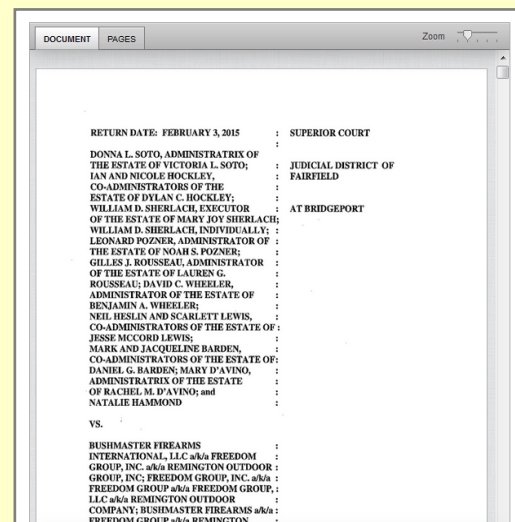 DOCUMENT PAGES Zoom
RETURN DATE: FEBRUARY 3, 2015 : SUPERIOR COURT
:
DONNA L. SOTO, ADMINISTRATRIX OF
THE ESTATE OF VICTORIA L. SOTO; : JUDICIAL DISTRICT OF
IAN AND NICOLE HOCKLEY, : FAIRFIELD
CO-ADMINISTRATORS OF THE :
ESTATE OF DYLAN C. HOCKLEY; :
WILLIAM D. SHERLACH, EXECUTOR : AT BRIDGEPORT
OF THE ESTATE OF MARY JOY SHERLACH;
WILLIAM D. SHERLACH, INDIVIDUALLY; :
LEONARD POZNER, ADMINISTRATOR OF :
THE ESTATE OF NOAH S. POZNER; :
GILLES J. ROUSSEAU, ADMINISTRATOR :
OF THE ESTATE OF LAUREN G. :
ROUSSEAU; DAVID C. WHEELER, :
ADMINISTRATOR OF THE ESTATE OF :
BENJAMIN A. WHEELER; :
NEIL HESLIN AND SCARLETT LEWIS, :
CO-ADMINISTRATORS OF THE ESTATE OF :
JESSE MCCORD LEWIS; :
MARK AND JACQUELINE BARDEN, :
CO-ADMINISTRATORS OF THE ESTATE OF:
DANIEL G. BARDEN; MARY D'AVINO, :
ADMINISTRATRIX OF THE ESTATE :
OF RACHEL M. D'AVINO; and :
NATALIE HAMMOND :
VS.
BUSHMASTER FIREARMS :
INTERNATIONAL, LLC a/k/a FREEDOM :
GROUP, INC. a/k/a REMINGTON OUTDOOR :
GROUP, INC; FREEDOM GROUP, INC. a/k/a :
FREEDOM GROUP a/k/a FREEDOM GROUP, :
LLC a/k/a REMINGTON OUTDOOR :
COMPANY; BUSHMASTER FIREARMS a/k/a :
FREEDOM GROUP a/k/a REMINGTON :